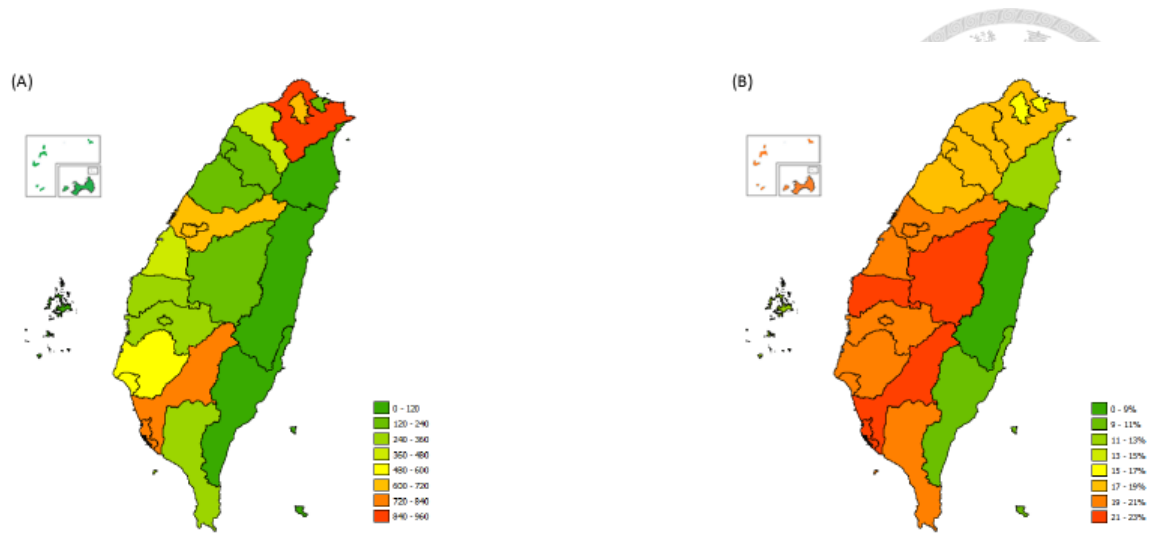 (A)
0 - 120
120 - 240
240 - 360
360 - 480
480 - 600
600 - 720
720 - 840
840 - 960
(B)
0 - 9%
9 - 11%
11 - 13%
13 - 15%
15 - 17%
17 - 19%
19 - 21%
21 - 23%